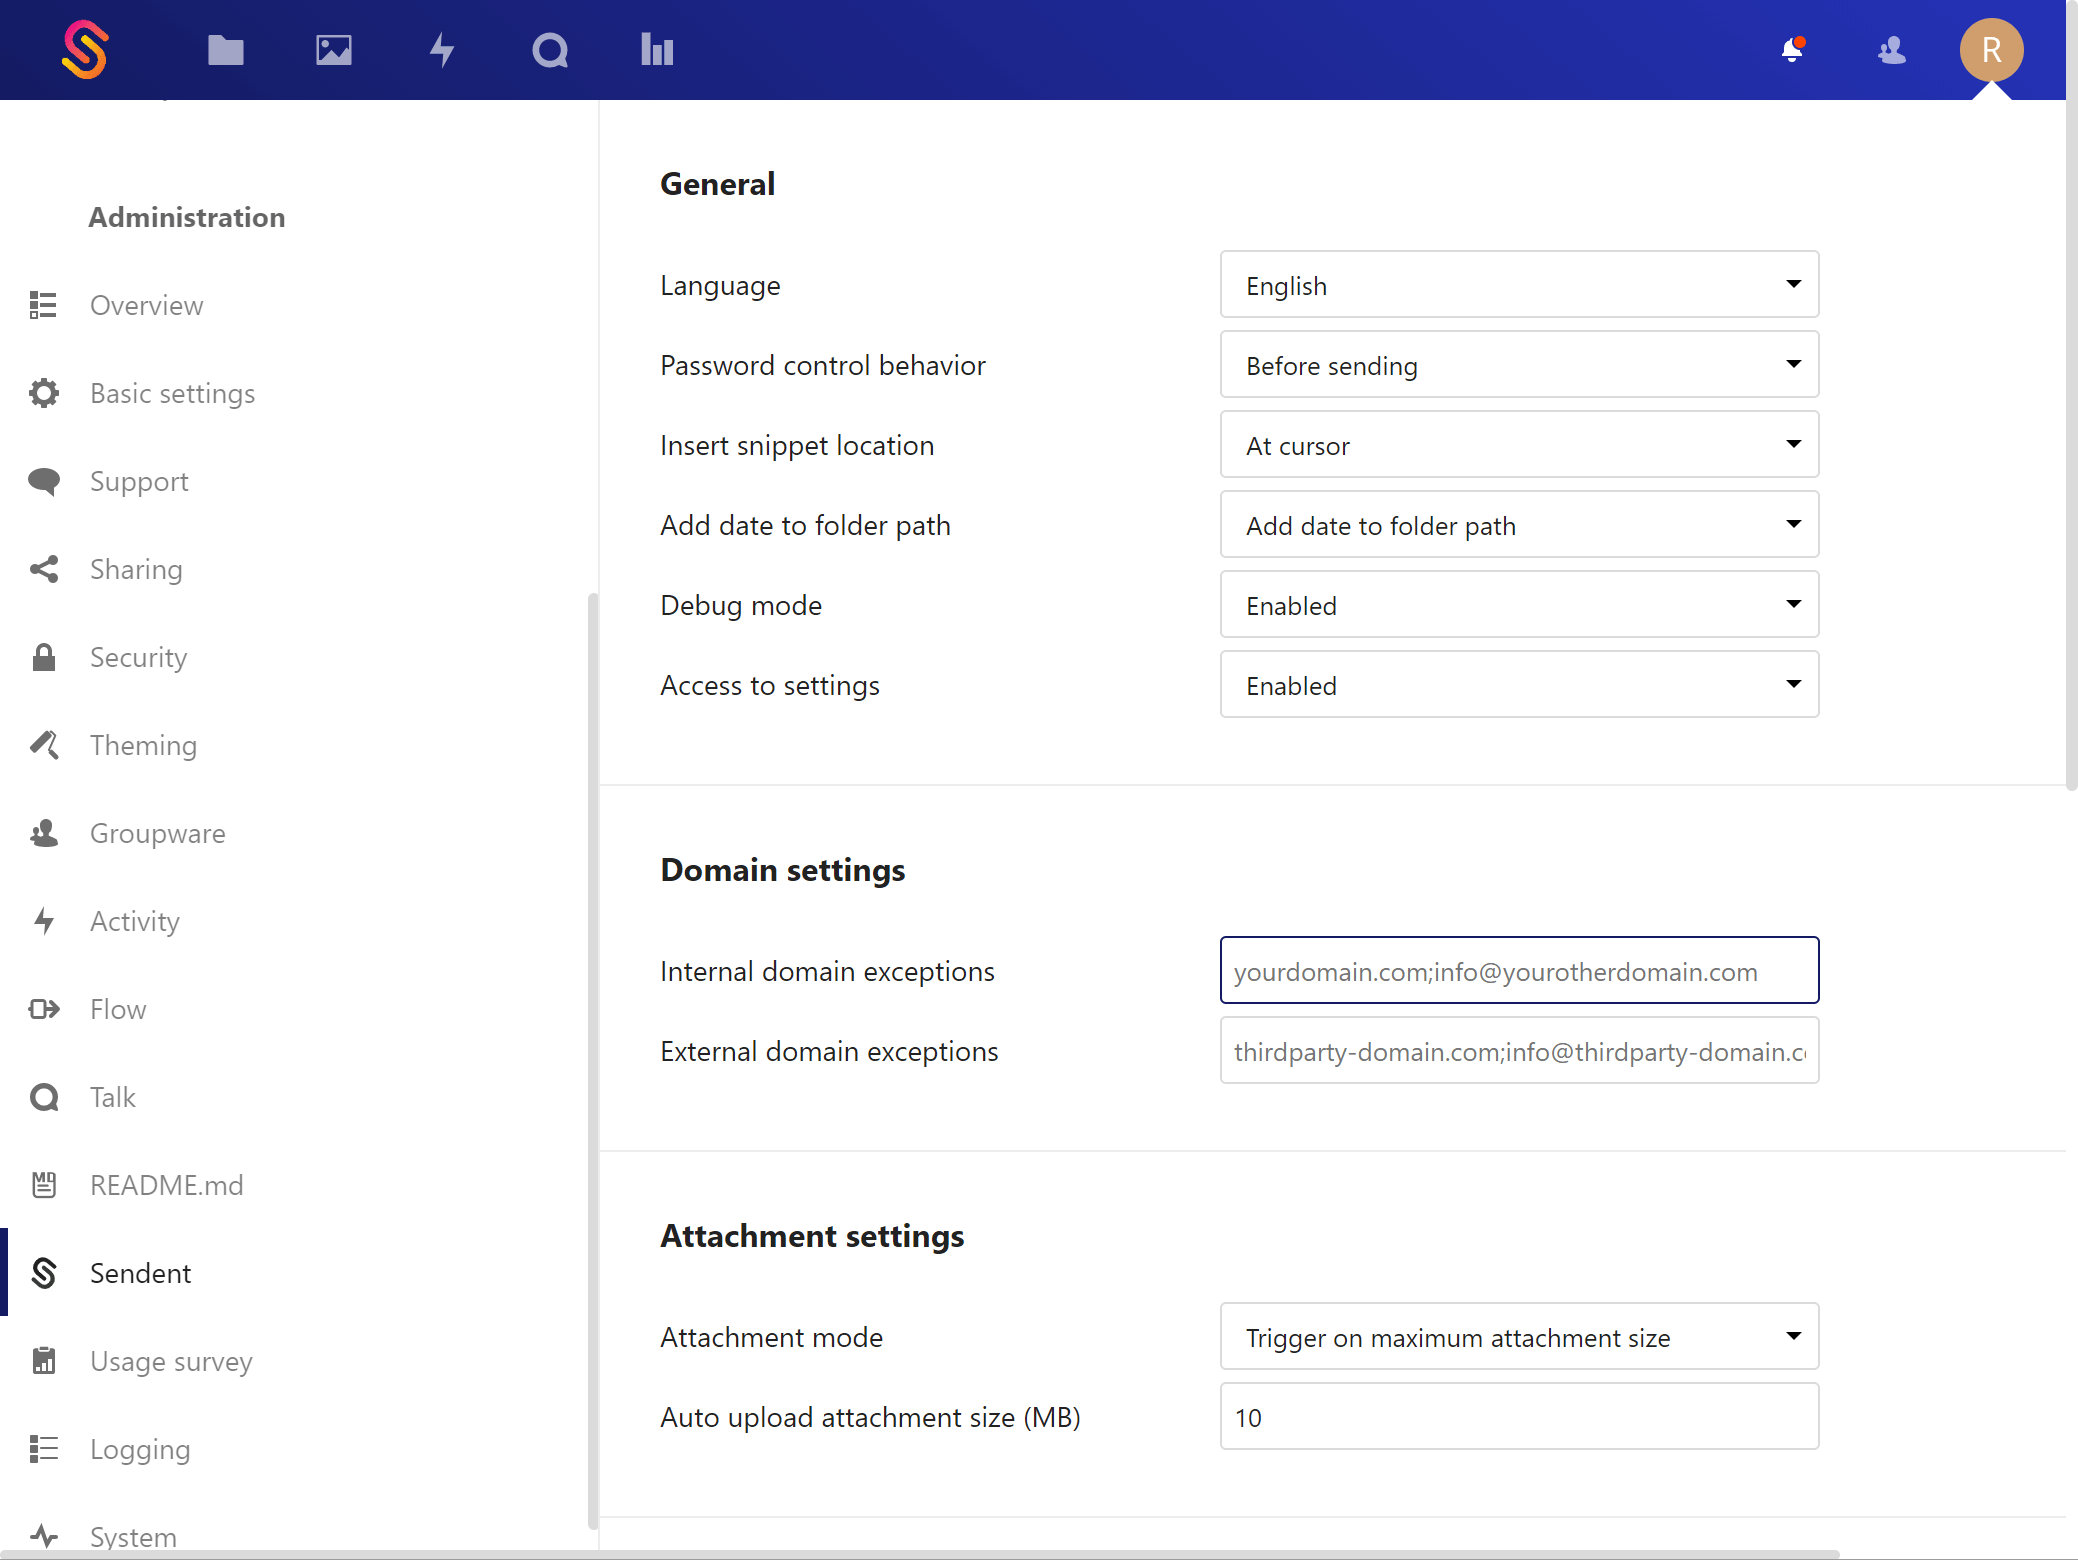 R
Administration
Overview
Basic settings
Support
Sharing
Security
Theming
Groupware
Activity
Flow
Talk
README.md
Sendent
Usage survey
Logging
System
General
Language English
Password control behavior Before sending
Insert snippet location At cursor
Add date to folder path Add date to folder path
Debug mode Enabled
Access to settings Enabled
Domain settings
Internal domain exceptions yourdomain.com;info@yourotherdomain.com
External domain exceptions thirdparty-domain.com;info@thirdparty-domain.c
Attachment settings
Attachment mode Trigger on maximum attachment size
Auto upload attachment size (MB) 10